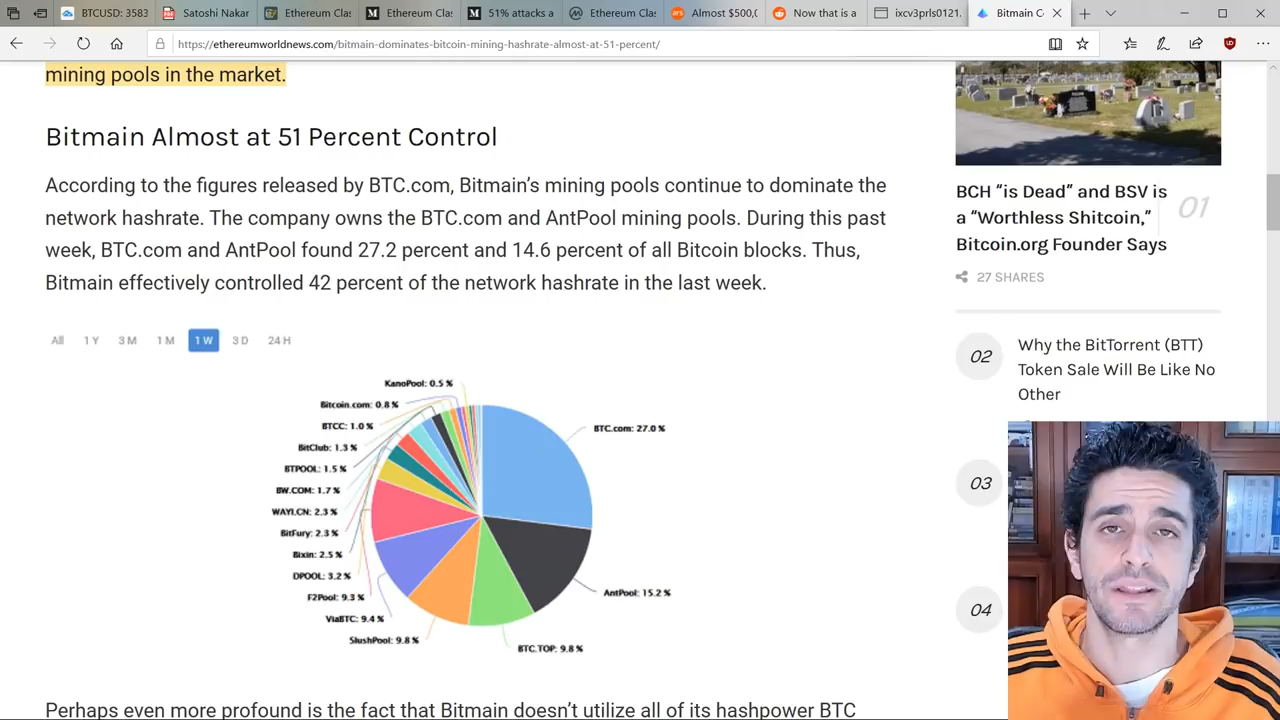 BTCUSD: 3583
Satoshi Nakar
Ethereum Clas
Ethereum Clas
51% attacks a
Ethereum Clas
Almost $500,0
Now that is a
ixcv3prls0121.
Bitmain Co
https://ethereumworldnews.com/bitmain-dominates-bitcoin-mining-hashrate-almost-at-51-percent/
mining pools in the market.
Bitmain Almost at 51 Percent Control
According to the figures released by BTC.com, Bitmain's mining pools continue to dominate the
network hashrate. The company owns the BTC.com and AntPool mining pools. During this past
week, BTC.com and AntPool found 27.2 percent and 14.6 percent of all Bitcoin blocks. Thus,
Bitmain effectively controlled 42 percent of the network hashrate in the last week.
All 1 Y 3 M 1 M 1 W 3 D 24 H
KanoPool: 0.5 %
Bitcoin.com: 0.8 %
BTCC: 1.0 %
BitClub: 1.3 %
BTPOOL: 1.5 %
BW.COM: 1.7 %
WAYI.CN: 2.3 %
BitFury: 2.3 %
Bixin: 2.5 %
DPOOL: 3.2 %
F2Pool: 9.3 %
ViaBTC: 9.4 %
SlushPool: 9.8 %
BTC.TOP: 9.8 %
AntPool: 15.2 %
BTC.com: 27.0 %
Perhaps even more profound is the fact that Bitmain doesn't utilize all of its hashpower BTC
BCH "is Dead" and BSV is
a "Worthless Shitcoin,"
Bitcoin.org Founder Says
01
27 SHARES
02
Why the BitTorrent (BTT)
Token Sale Will Be Like No
Other
03
04